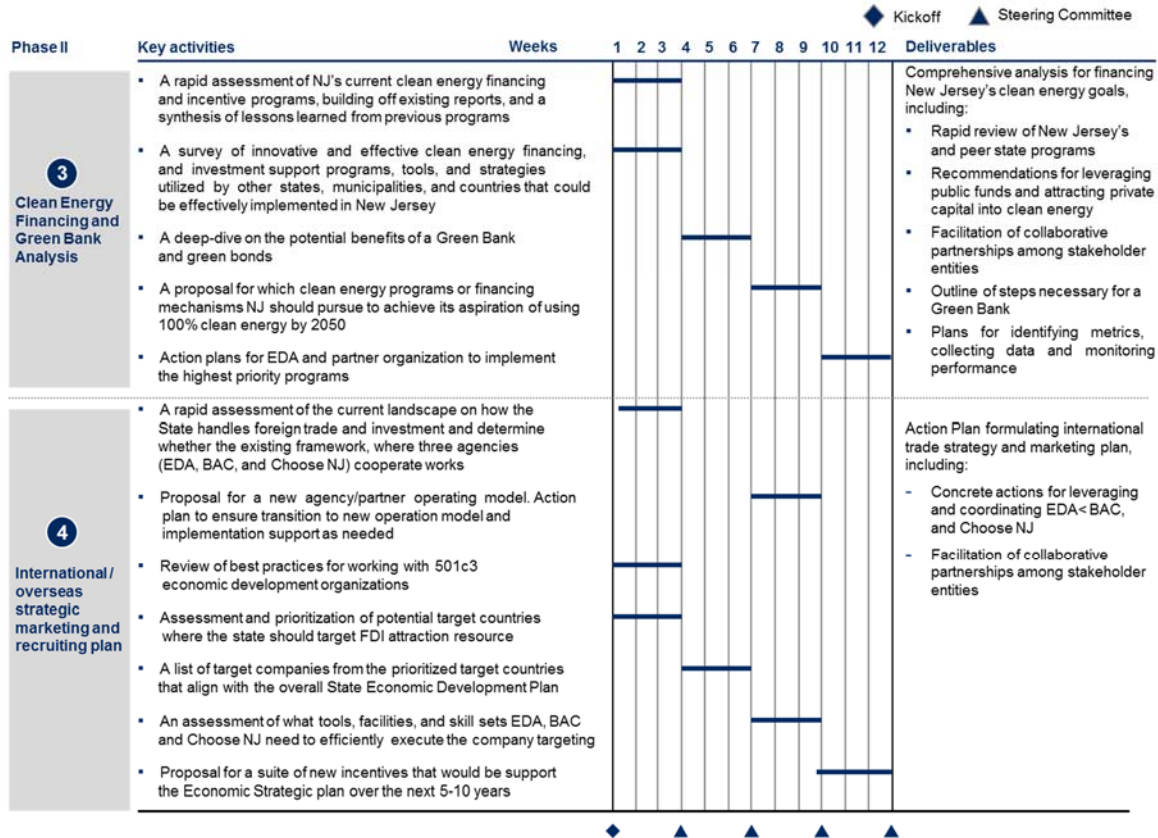 Kickoff
Steering Committee
Phase II
Key activities
Weeks
1 2 3 4 5 6 7 8 9 10 11 12
Deliverables
3
Clean Energy
Financing and
Green Bank
Analysis
▪ A rapid assessment of NJ's current clean energy financing
and incentive programs, building off existing reports, and a
synthesis of lessons learned from previous programs
▪ A survey of innovative and effective clean energy financing,
and investment support programs, tools, and strategies
utilized by other states, municipalities, and countries that could
be effectively implemented in New Jersey
▪ A deep-dive on the potential benefits of a Green Bank
and green bonds
▪ A proposal for which clean energy programs or financing
mechanisms NJ should pursue to achieve its aspiration of using
100% clean energy by 2050
▪ Action plans for EDA and partner organization to implement
the highest priority programs
Comprehensive analysis for financing
New Jersey's clean energy goals,
including:
▪ Rapid review of New Jersey's
and peer state programs
▪ Recommendations for leveraging
public funds and attracting private
capital into clean energy
▪ Facilitation of collaborative
partnerships among stakeholder
entities
▪ Outline of steps necessary for a
Green Bank
▪ Plans for identifying metrics,
collecting data and monitoring
performance
4
International /
overseas
strategic
marketing and
recruiting plan
▪ A rapid assessment of the current landscape on how the
State handles foreign trade and investment and determine
whether the existing framework, where three agencies
(EDA, BAC, and Choose NJ) cooperate works
▪ Proposal for a new agency/partner operating model. Action
plan to ensure transition to new operation model and
implementation support as needed
▪ Review of best practices for working with 501c3
economic development organizations
▪ Assessment and prioritization of potential target countries
where the state should target FDI attraction resource
▪ A list of target companies from the prioritized target countries
that align with the overall State Economic Development Plan
▪ An assessment of what tools, facilities, and skill sets EDA, BAC
and Choose NJ need to efficiently execute the company targeting
▪ Proposal for a suite of new incentives that would be support
the Economic Strategic plan over the next 5-10 years
Action Plan formulating international
trade strategy and marketing plan,
including:
- Concrete actions for leveraging
and coordinating EDA< BAC,
and Choose NJ
- Facilitation of collaborative
partnerships among stakeholder
entities